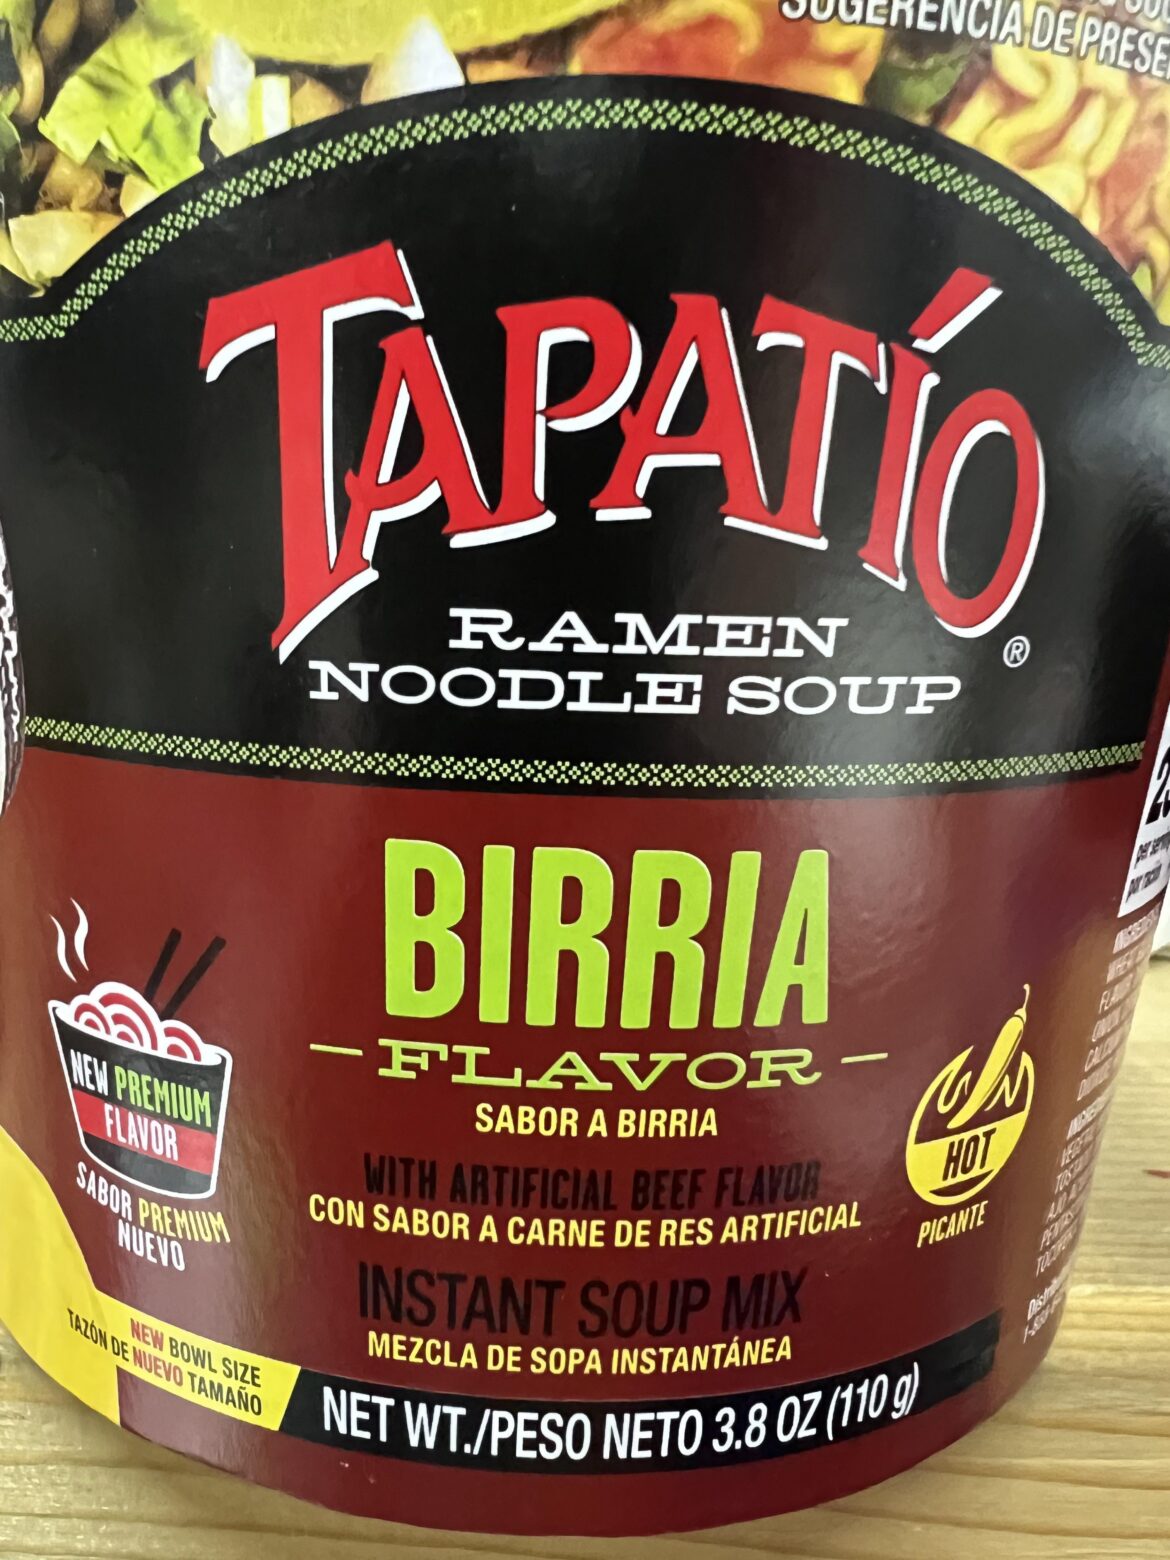 SUGERENCIA DE PRESE
TAPATÍO
RAMEN
NOODLE SOUP
®
BIRRIA
FLAVOR
SABOR A BIRRIA
WITH ARTIFICIAL BEEF FLAVOR
CON SABOR A CARNE DE RES ARTIFICIAL
INSTANT SOUP MIX
MEZCLA DE SOPA INSTANTÁNEA
NEW PREMIUM
FLAVOR
SABOR PREMIUM
NUEVO
HOT
PICANTE
NEW BOWL SIZE
TAZÓN DE NUEVO TAMAÑO
NET WT./PESO NETO 3.8 OZ (110 g)